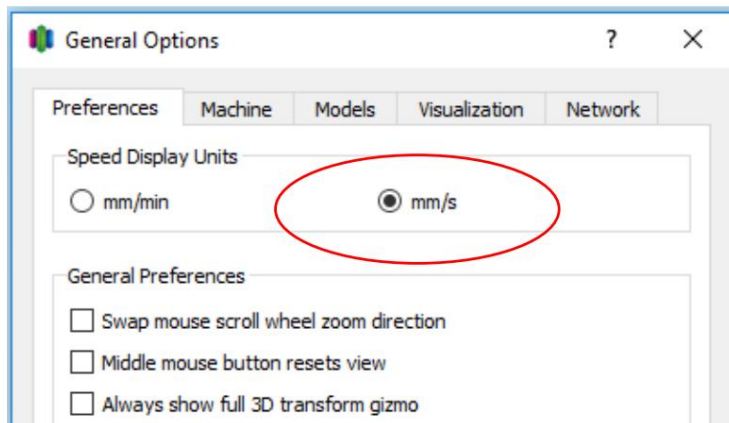 General Options ? ✕
Preferences Machine Models Visualization Network
Speed Display Units
mm/min mm/s
General Preferences
Swap mouse scroll wheel zoom direction
Middle mouse button resets view
Always show full 3D transform gizmo